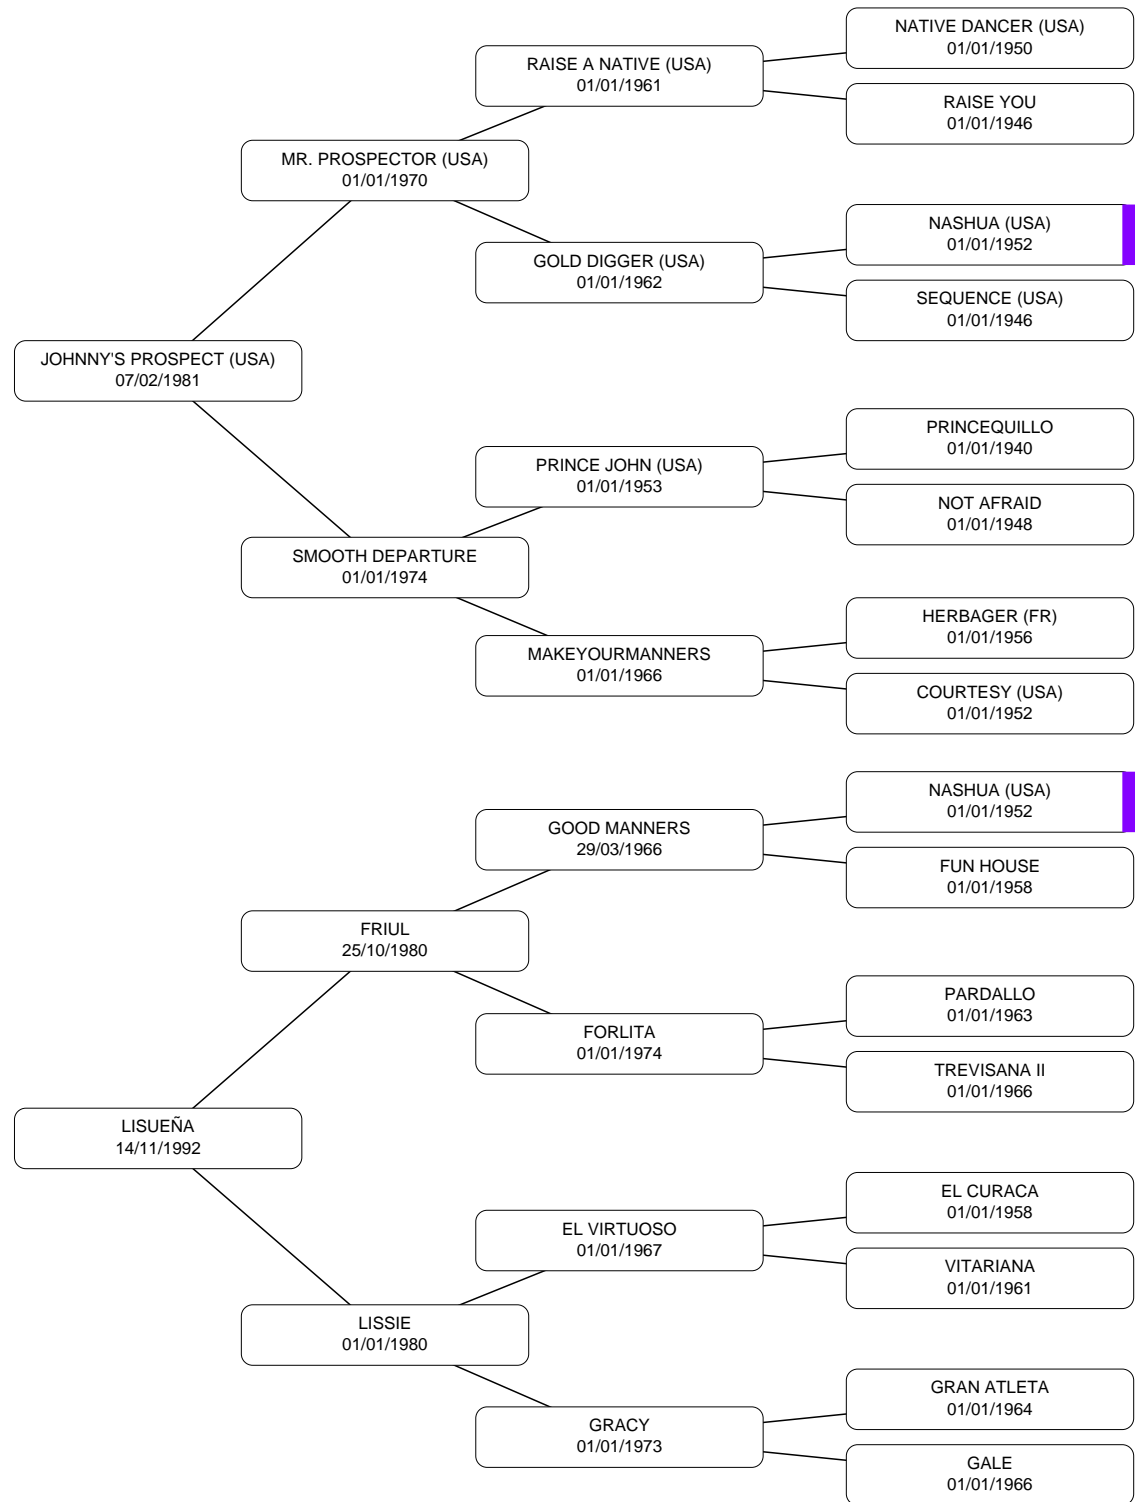 NATIVE DANCER (USA)
01/01/1950
RAISE A NATIVE (USA)
01/01/1961
RAISE YOU
01/01/1946
MR. PROSPECTOR (USA)
01/01/1970
NASHUA (USA)
01/01/1952
GOLD DIGGER (USA)
01/01/1962
SEQUENCE (USA)
01/01/1946
JOHNNY'S PROSPECT (USA)
07/02/1981
PRINCEQUILLO
01/01/1940
PRINCE JOHN (USA)
01/01/1953
NOT AFRAID
01/01/1948
SMOOTH DEPARTURE
01/01/1974
HERBAGER (FR)
01/01/1956
MAKEYOURMANNERS
01/01/1966
COURTESY (USA)
01/01/1952
NASHUA (USA)
01/01/1952
GOOD MANNERS
29/03/1966
FUN HOUSE
01/01/1958
FRIUL
25/10/1980
PARDALLO
01/01/1963
FORLITA
01/01/1974
TREVISANA II
01/01/1966
LISUEÑA
14/11/1992
EL CURACA
01/01/1958
EL VIRTUOSO
01/01/1967
VITARIANA
01/01/1961
LISSIE
01/01/1980
GRAN ATLETA
01/01/1964
GRACY
01/01/1973
GALE
01/01/1966